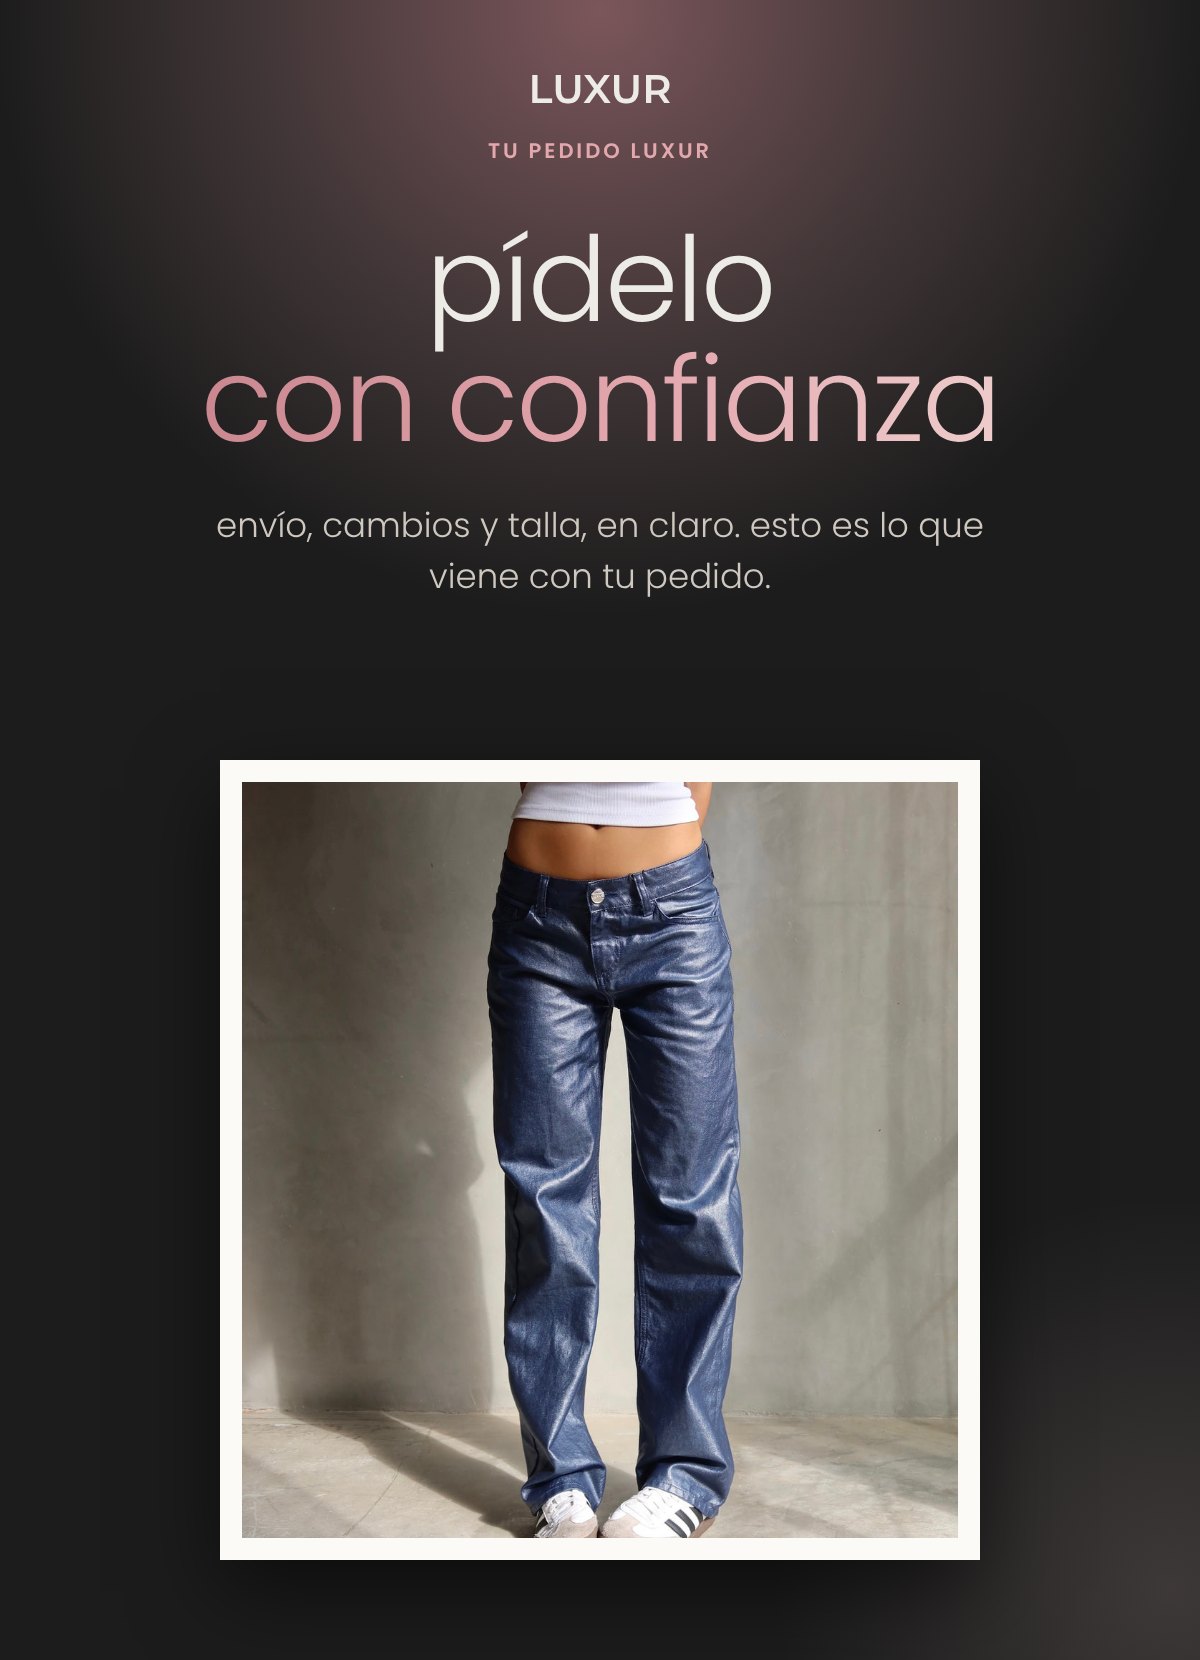 LUXUR
TU PEDIDO LUXUR
pídelo
con confianza
envío, cambios y talla, en claro. esto es lo que
viene con tu pedido.